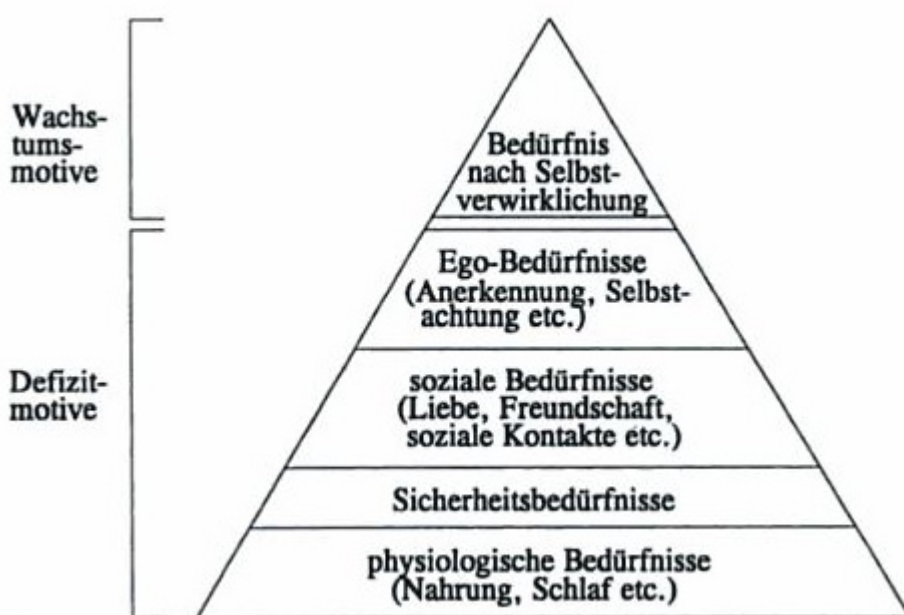 Wachs-
tums-
motive
Bedürfnis
nach Selbst-
verwirklichung
Defizit-
motive
Ego-Bedürfnisse
(Anerkennung, Selbst-
achtung etc.)
soziale Bedürfnisse
(Liebe, Freundschaft,
soziale Kontakte etc.)
Sicherheitsbedürfnisse
physiologische Bedürfnisse
(Nahrung, Schlaf etc.)